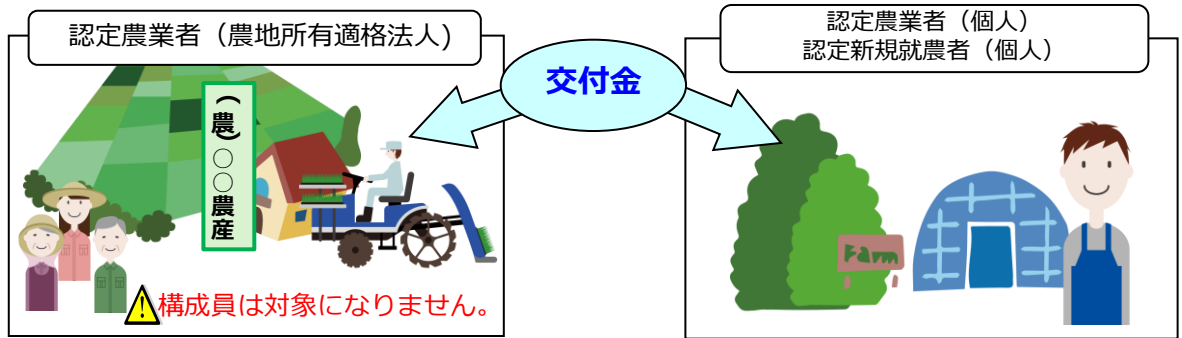 認定農業者（農地所有適格法人)
交付金
認定農業者（個人）
認定新規就農者（個人）
（農）○○農産
Farm
!
構成員は対象になりません。